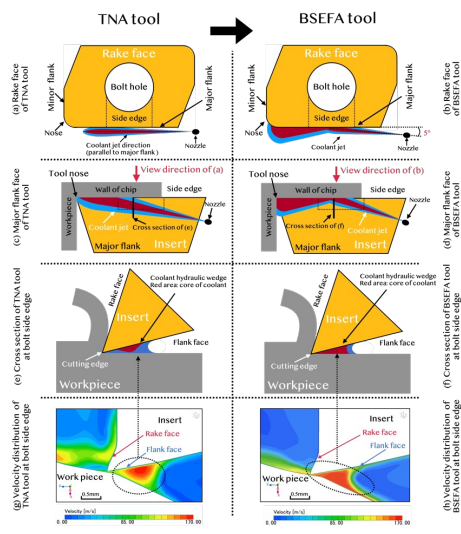 TNA tool
BSEFA tool
(a) Rake face
of TNA tool
Minor flank
Rake face
Bolt hole
Side edge
Major flank
Nose
Coolant jet direction
(parallel to major flank )
Nozzle
Minor flank
Rake face
Bolt hole
Side edge
Major flank
Nose
Coolant jet
5°
Nozzle
(b) Rake face
of BSEFA tool
(c) Major flank face
of TNA tool
View direction of (a)
Tool nose
Wall of chip
Side edge
Workpiece
Nozzle
Coolant jet
Cross section of (e)
Major flank
Insert
View direction of (b)
Wall of chip
Side edge
Workpiece
Nozzle
Coolant jet
Cross section of (f)
Major flank
Insert
(d) Major flank face
of BSEFA tool
(e) Cross section of TNA tool
at bolt side edge
Rake face
Coolant hydraulic wedge
Red area: core of coolant
Insert
Flank face
Cutting edge
Workpiece
Rake face
Coolant hydraulic wedge
Red area: core of coolant
Insert
Flank face
Cutting edge
Workpiece
(f) Cross section of BSEFA tool
at bolt side edge
(g) Velocity distribution of
TNA tool at bolt side edge
Insert
Rake face
Flank face
Work piece
0.5mm
Velocity [m/s]
0.00
85.00
170.00
Insert
Rake face
Flank face
Work piece
0.5mm
Velocity [m/s]
0.00
85.00
170.00
(h) Velocity distribution of
BSEFA tool at bolt side edge